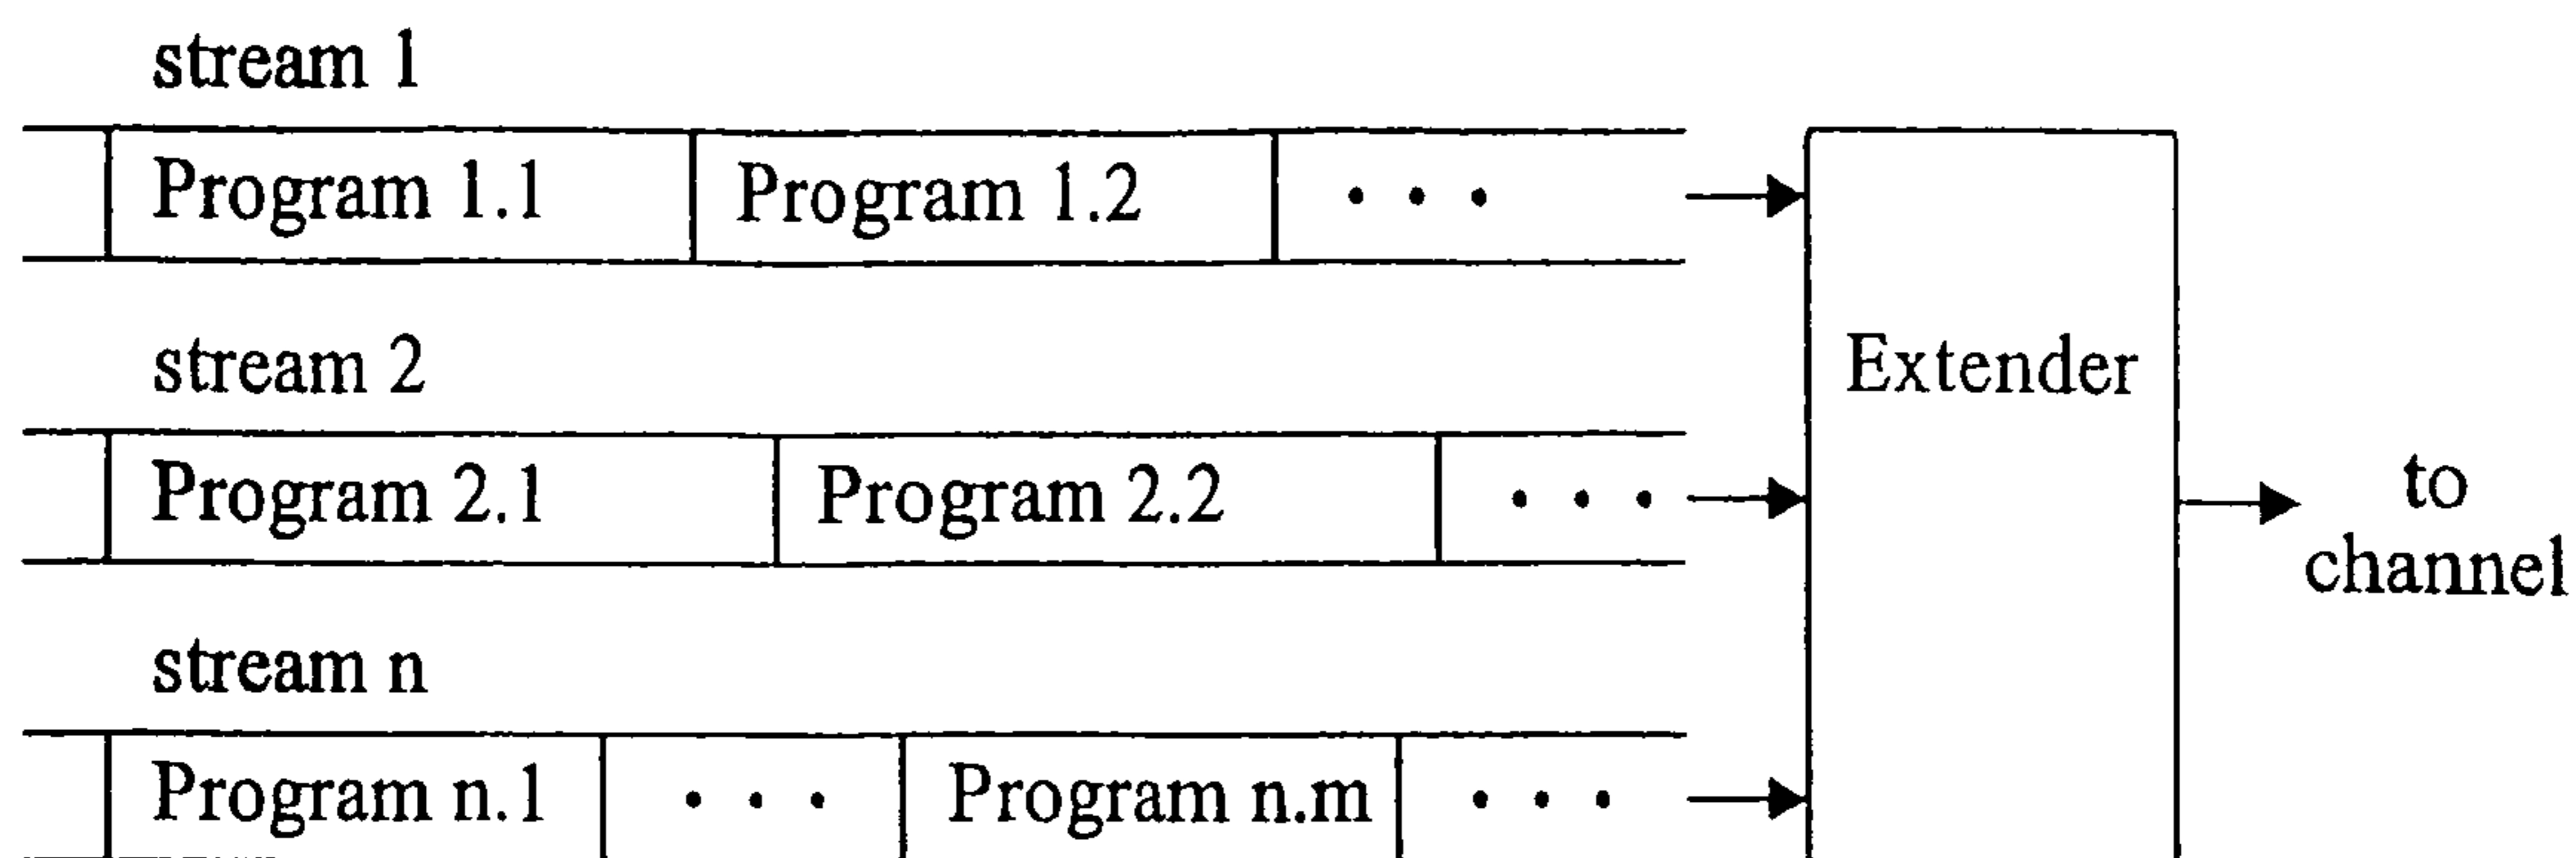 stream 1
Program 1.1 Program 1.2 • • •
stream 2
Extender
Program 2.1 Program 2.2 • • •
to
channel
stream n
Program n.1 • • • Program n.m • • •